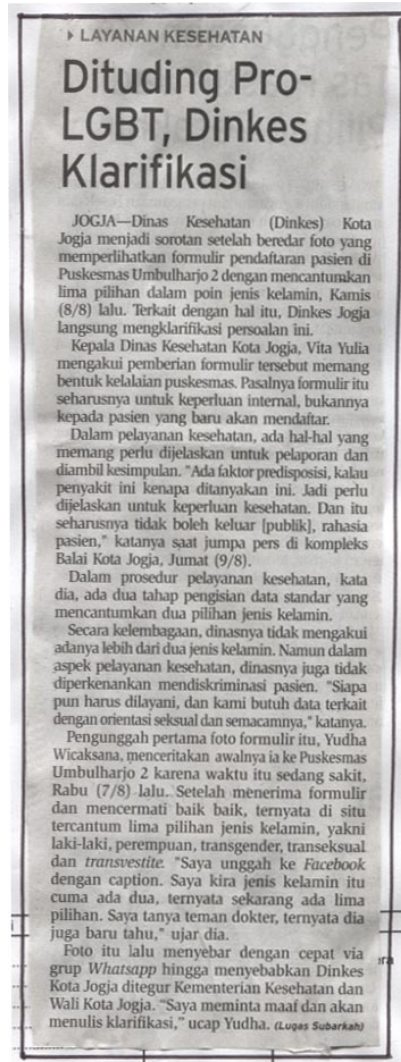 LAYANAN KESEHATAN
Dituding Pro-
LGBT, Dinkes
Klarifikasi
JOGJA—Dinas Kesehatan (Dinkes) Kota
Jogja menjadi sorotan setelah beredar foto yang
memperlihatkan formulir pendaftaran pasien di
Puskesmas Umbulharjo 2 dengan mencantumkan
lima pilihan dalam poin jenis kelamin, Kamis
(8/8) lalu. Terkait dengan hal itu, Dinkes Jogja
langsung mengklarifikasi persoalan ini.
Kepala Dinas Kesehatan Kota Jogja, Vita Yulia
mengakui pemberian formulir tersebut memang
bentuk kelalaian puskesmas. Pasalnya formulir itu
seharusnya untuk keperluan internal, bukannya
kepada pasien yang baru akan mendaftar.
Dalam pelayanan kesehatan, ada hal-hal yang
memang perlu dijelaskan untuk pelaporan dan
diambil kesimpulan. "Ada faktor predisposisi, kalau
penyakit ini kenapa ditanyakan ini. Jadi perlu
dijelaskan untuk keperluan kesehatan. Dan itu
seharusnya tidak boleh keluar [publik], rahasia
pasien," katanya saat jumpa pers di kompleks
Balai Kota Jogja, Jumat (9/8).
Dalam prosedur pelayanan kesehatan, kata
dia, ada dua tahap pengisian data standar yang
mencantumkan dua pilihan jenis kelamin.
Secara kelembagaan, dinasnya tidak mengakui
adanya lebih dari dua jenis kelamin. Namun dalam
aspek pelayanan kesehatan, dinasnya juga tidak
diperkenankan mendiskriminasi pasien. "Siapa
pun harus dilayani, dan kami butuh data terkait
dengan orientasi seksual dan semacamnya," katanya.
Pengunggah pertama foto formulir itu, Yudha
Wicaksana, menceritakan awalnya ia ke Puskesmas
Umbulharjo 2 karena waktu itu sedang sakit,
Rabu (7/8) lalu. Setelah menerima formulir
dan mencermati baik baik, ternyata di situ
tercantum lima pilihan jenis kelamin, yakni
laki-laki, perempuan, transgender, transeksual
dan transvestite. "Saya unggah ke Facebook
dengan caption. Saya kira jenis kelamin itu
cuma ada dua, ternyata sekarang ada lima
pilihan. Saya tanya teman dokter, ternyata dia
juga baru tahu," ujar dia.
Foto itu lalu menyebar dengan cepat via
grup Whatsapp hingga menyebabkan Dinkes
Kota Jogja ditegur Kementerian Kesehatan dan
Wali Kota Jogja. "Saya meminta maaf dan akan
menulis klarifikasi," ucap Yudha. (Lugas Subarkah)